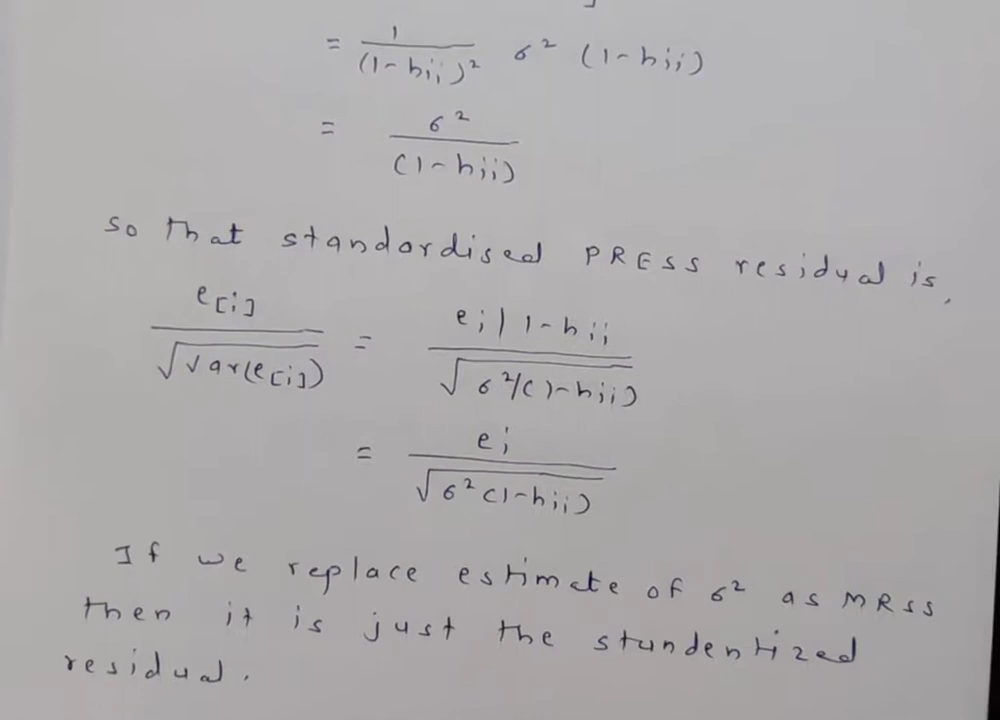 = 1/(1-hii)² σ² (1-hii)
= σ²/(1-hii)
so that standardised PRESS residual is,
e[i]/√Var(e[i]) = ei/1-hii / √σ²/(1-hii)
= ei/√σ²(1-hii)
If we replace estimate of σ² as MRSS
then it is just the stundentized
residual.